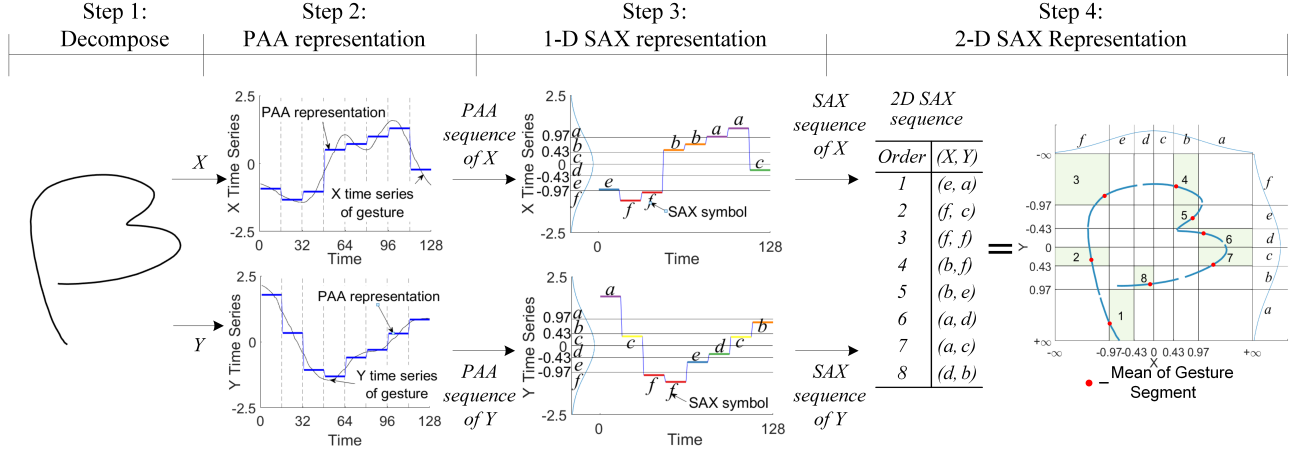 Step 1:
Decompose
Step 2:
PAA representation
Step 3:
1-D SAX representation
Step 4:
2-D SAX Representation
X
Y
2.5
0
-2.5
X Time Series
PAA representation
X time series
of gesture
0 32 64 96 128
Time
2.5
0
-2.5
Y Time Series
PAA representation
Y time series
of gesture
0 32 64 96 128
Time
PAA
sequence
of X
PAA
sequence
of Y
2.5
0.97
0.43
0
-0.43
-0.97
-2.5
X Time Series
a
b
c
d
e
f
e
f
f
b
b
a
a
c
SAX symbol
0 128
Time
2.5
0.97
0.43
0
-0.43
-0.97
-2.5
Y Time Series
a
b
c
d
e
f
a
c
f
f
e
d
c
b
SAX symbol
0 128
Time
SAX
sequence
of X
SAX
sequence
of Y
2D SAX
sequence
Order (X, Y)
1 (e, a)
2 (f, c)
3 (f, f)
4 (b, f)
5 (b, e)
6 (a, d)
7 (a, c)
8 (d, b)
=
f e d c b a
-∞
-0.97
-0.43
0
0.43
0.97
+∞
Y
3
4
5
6
2
7
8
1
f
e
d
c
b
a
-∞ -0.97 -0.43 0 0.43 0.97 +∞
X
– Mean of Gesture
Segment